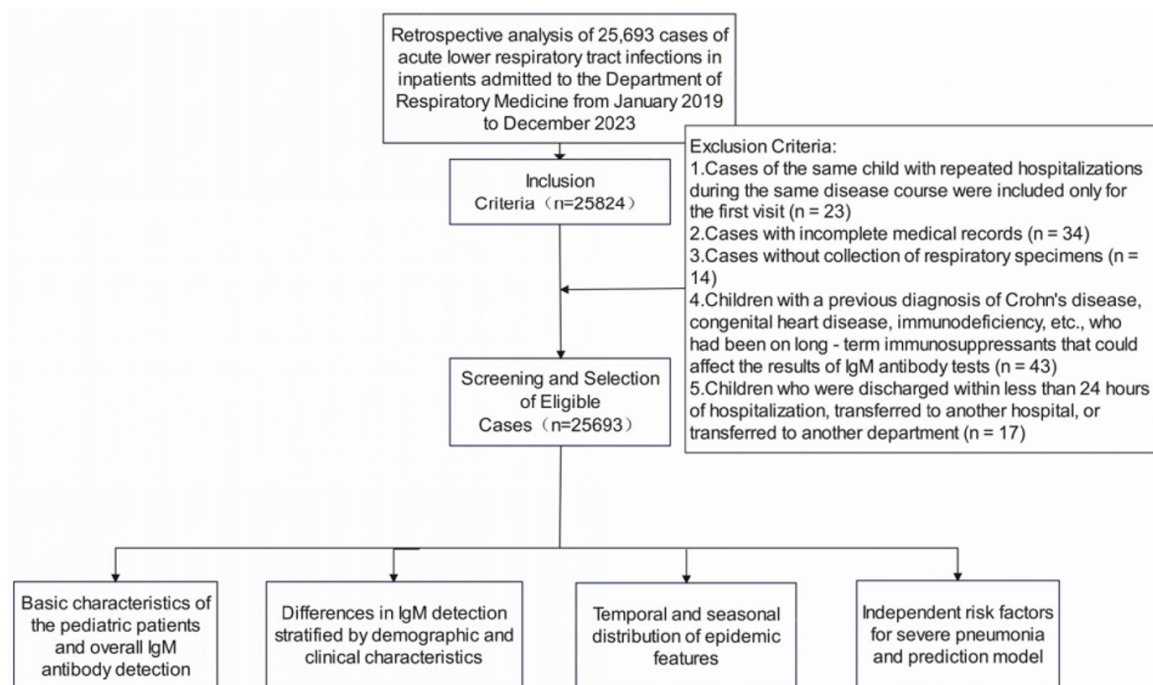 Retrospective analysis of 25,693 cases of
acute lower respiratory tract infections in
inpatients admitted to the Department of
Respiratory Medicine from January 2019
to December 2023
Inclusion
Criteria（n=25824）
Exclusion Criteria:
1.Cases of the same child with repeated hospitalizations
during the same disease course were included only for
the first visit (n = 23)
2.Cases with incomplete medical records (n = 34)
3.Cases without collection of respiratory specimens (n =
14)
4.Children with a previous diagnosis of Crohn's disease,
congenital heart disease, immunodeficiency, etc., who
had been on long - term immunosuppressants that could
affect the results of IgM antibody tests (n = 43)
5.Children who were discharged within less than 24 hours
of hospitalization, transferred to another hospital, or
transferred to another department (n = 17)
Screening and Selection
of Eligible
Cases（n=25693）
Basic characteristics of
the pediatric patients
and overall IgM
antibody detection
Differences in IgM detection
stratified by demographic and
clinical characteristics
Temporal and seasonal
distribution of epidemic
features
Independent risk factors
for severe pneumonia
and prediction model